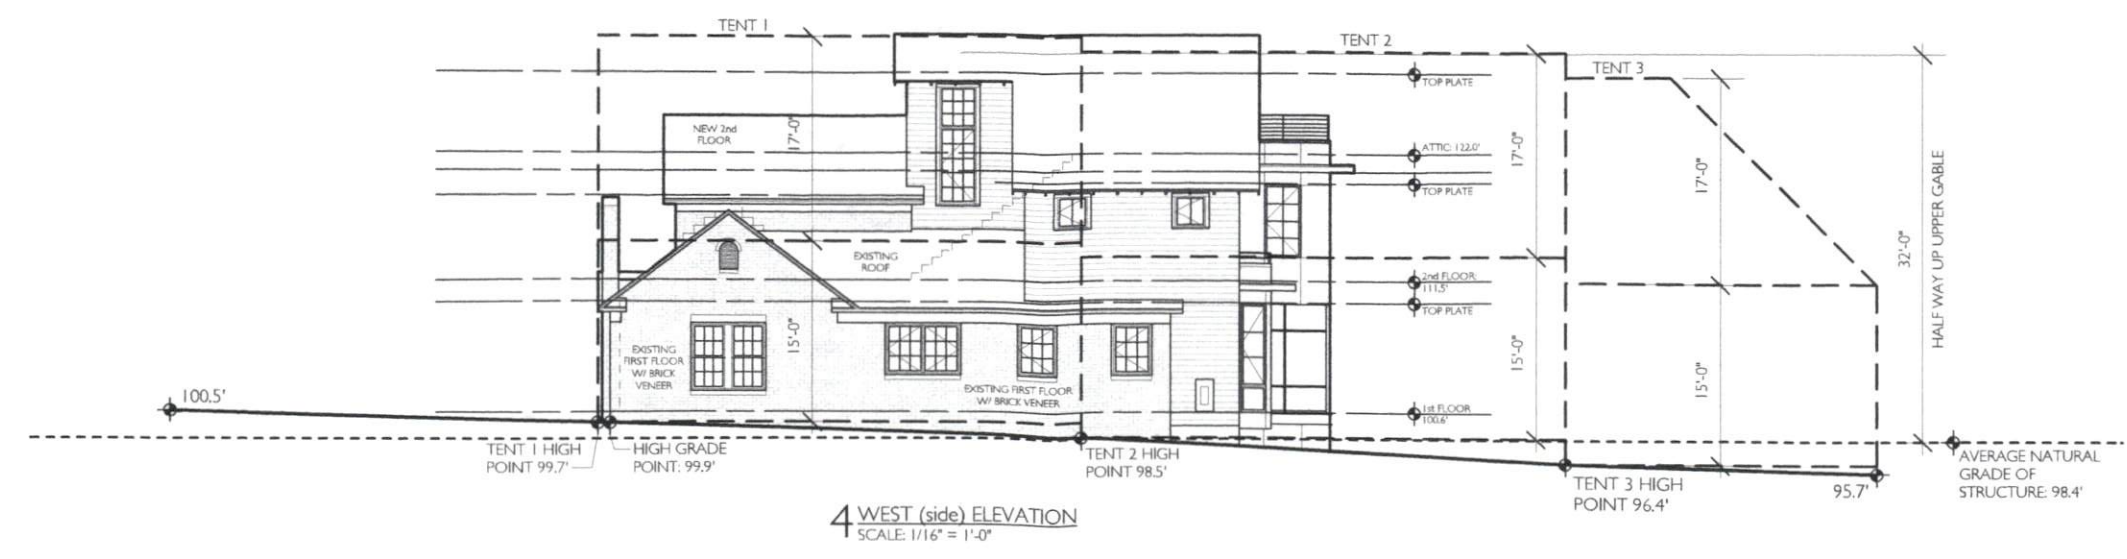 TENT 1
TENT 2
TENT 3
TOP PLATE
NEW 2nd
FLOOR
17'-0"
ATTIC: 122.0'
TOP PLATE
17'-0"
17'-0"
32'-0"
HALF WAY UP UPPER GABLE
EXISTING
ROOF
2nd FLOOR:
111.5'
TOP PLATE
15'-0"
15'-0"
15'-0"
EXISTING
FIRST FLOOR
W/ BRICK
VENEER
EXISTING FIRST FLOOR
W/ BRICK VENEER
100.5'
1st FLOOR
100.6'
TENT 1 HIGH
POINT 99.7'
HIGH GRADE
POINT: 99.9'
TENT 2 HIGH
POINT 98.5'
TENT 3 HIGH
POINT 96.4'
95.7'
AVERAGE NATURAL
GRADE OF
STRUCTURE: 98.4'
4 WEST (side) ELEVATION
SCALE: 1/16" = 1'-0"